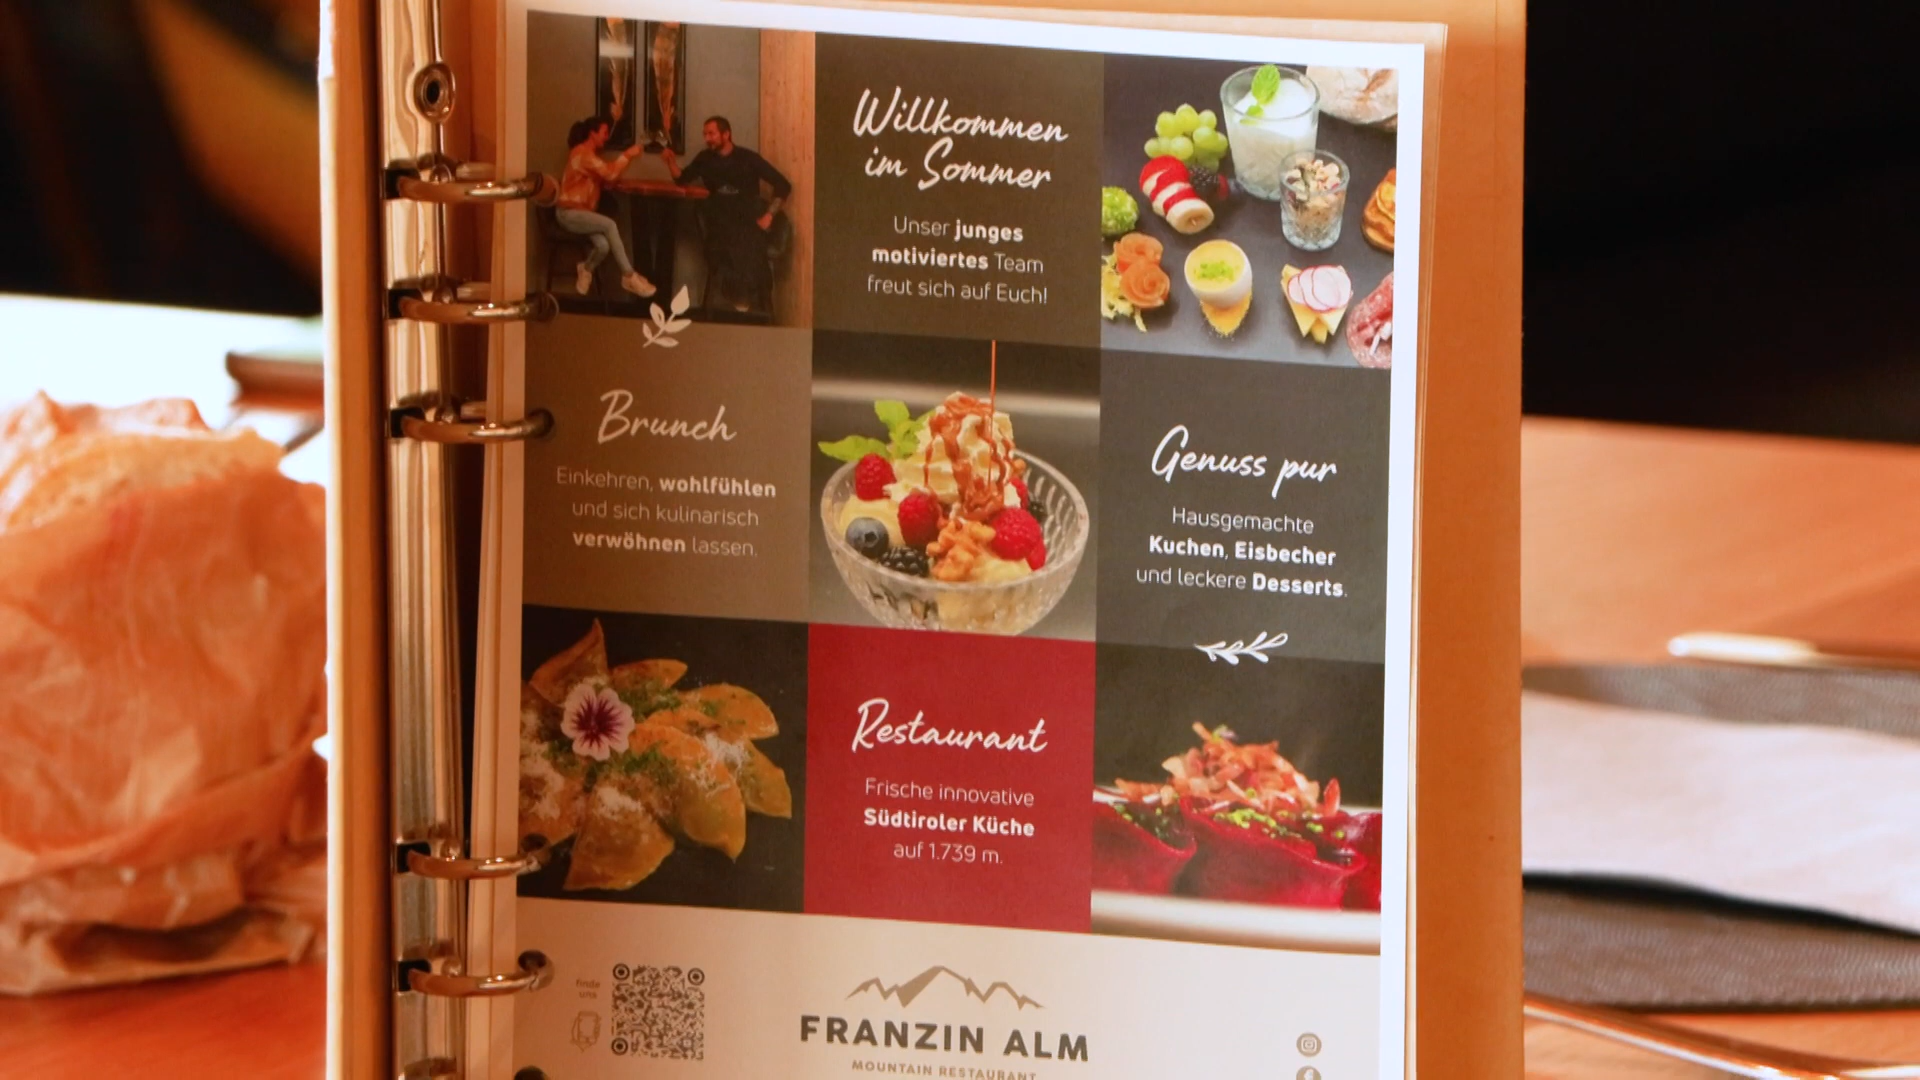 Willkommen
im Sommer
Unser junges
motiviertes Team
freut sich auf Euch!
Brunch
Einkehren, wohlfühlen
und sich kulinarisch
verwöhnen lassen.
Genuss pur
Hausgemachte
Kuchen, Eisbecher
und leckere Desserts.
Restaurant
Frische innovative
Südtiroler Küche
auf 1.739 m.
finde
uns
FRANZIN ALM
MOUNTAIN RESTAURANT